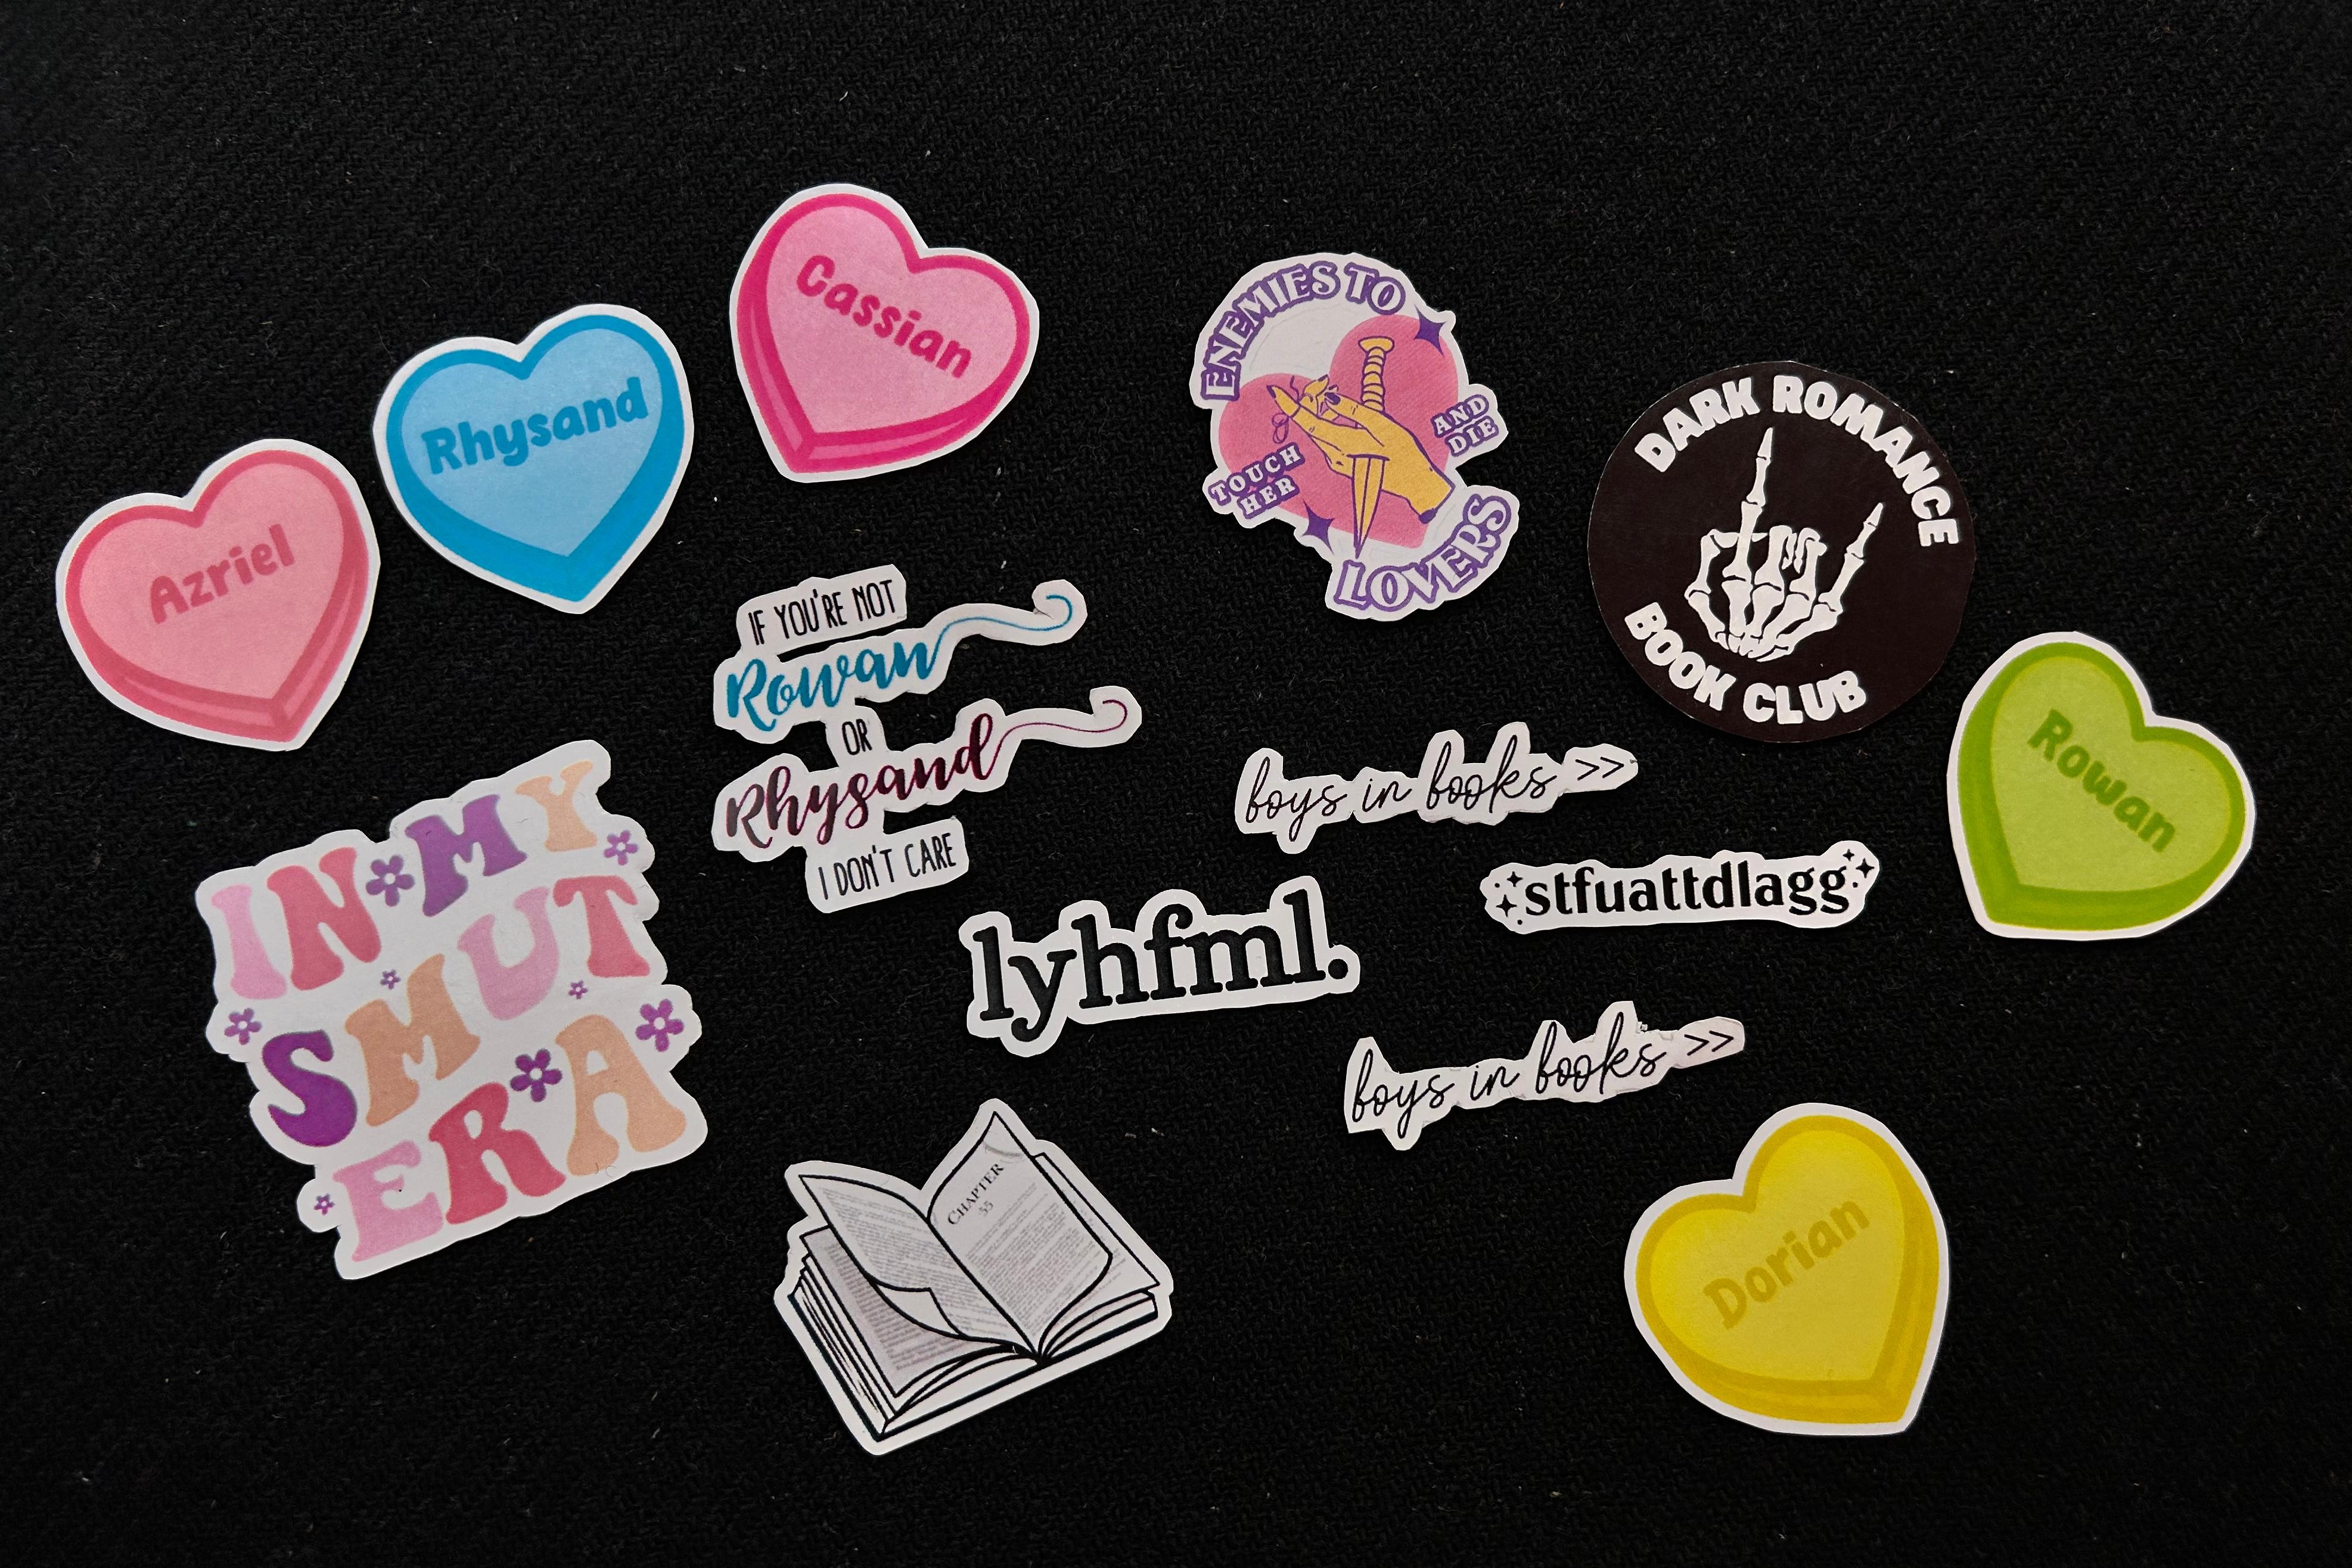 Cassian
Rhysand
Azriel
ENEMIES TO
LOVERS
TOUCH
HER
AND
DIE
DARK ROMANCE
BOOK CLUB
IF YOU'RE NOT
Rowan
OR
Rhysand
I DON'T CARE
boys in books >>
Rowan
stfuattdlagg
lyhfml.
IN MY
SMUT
ERA
boys in books >>
CHAPTER
55
Dorian